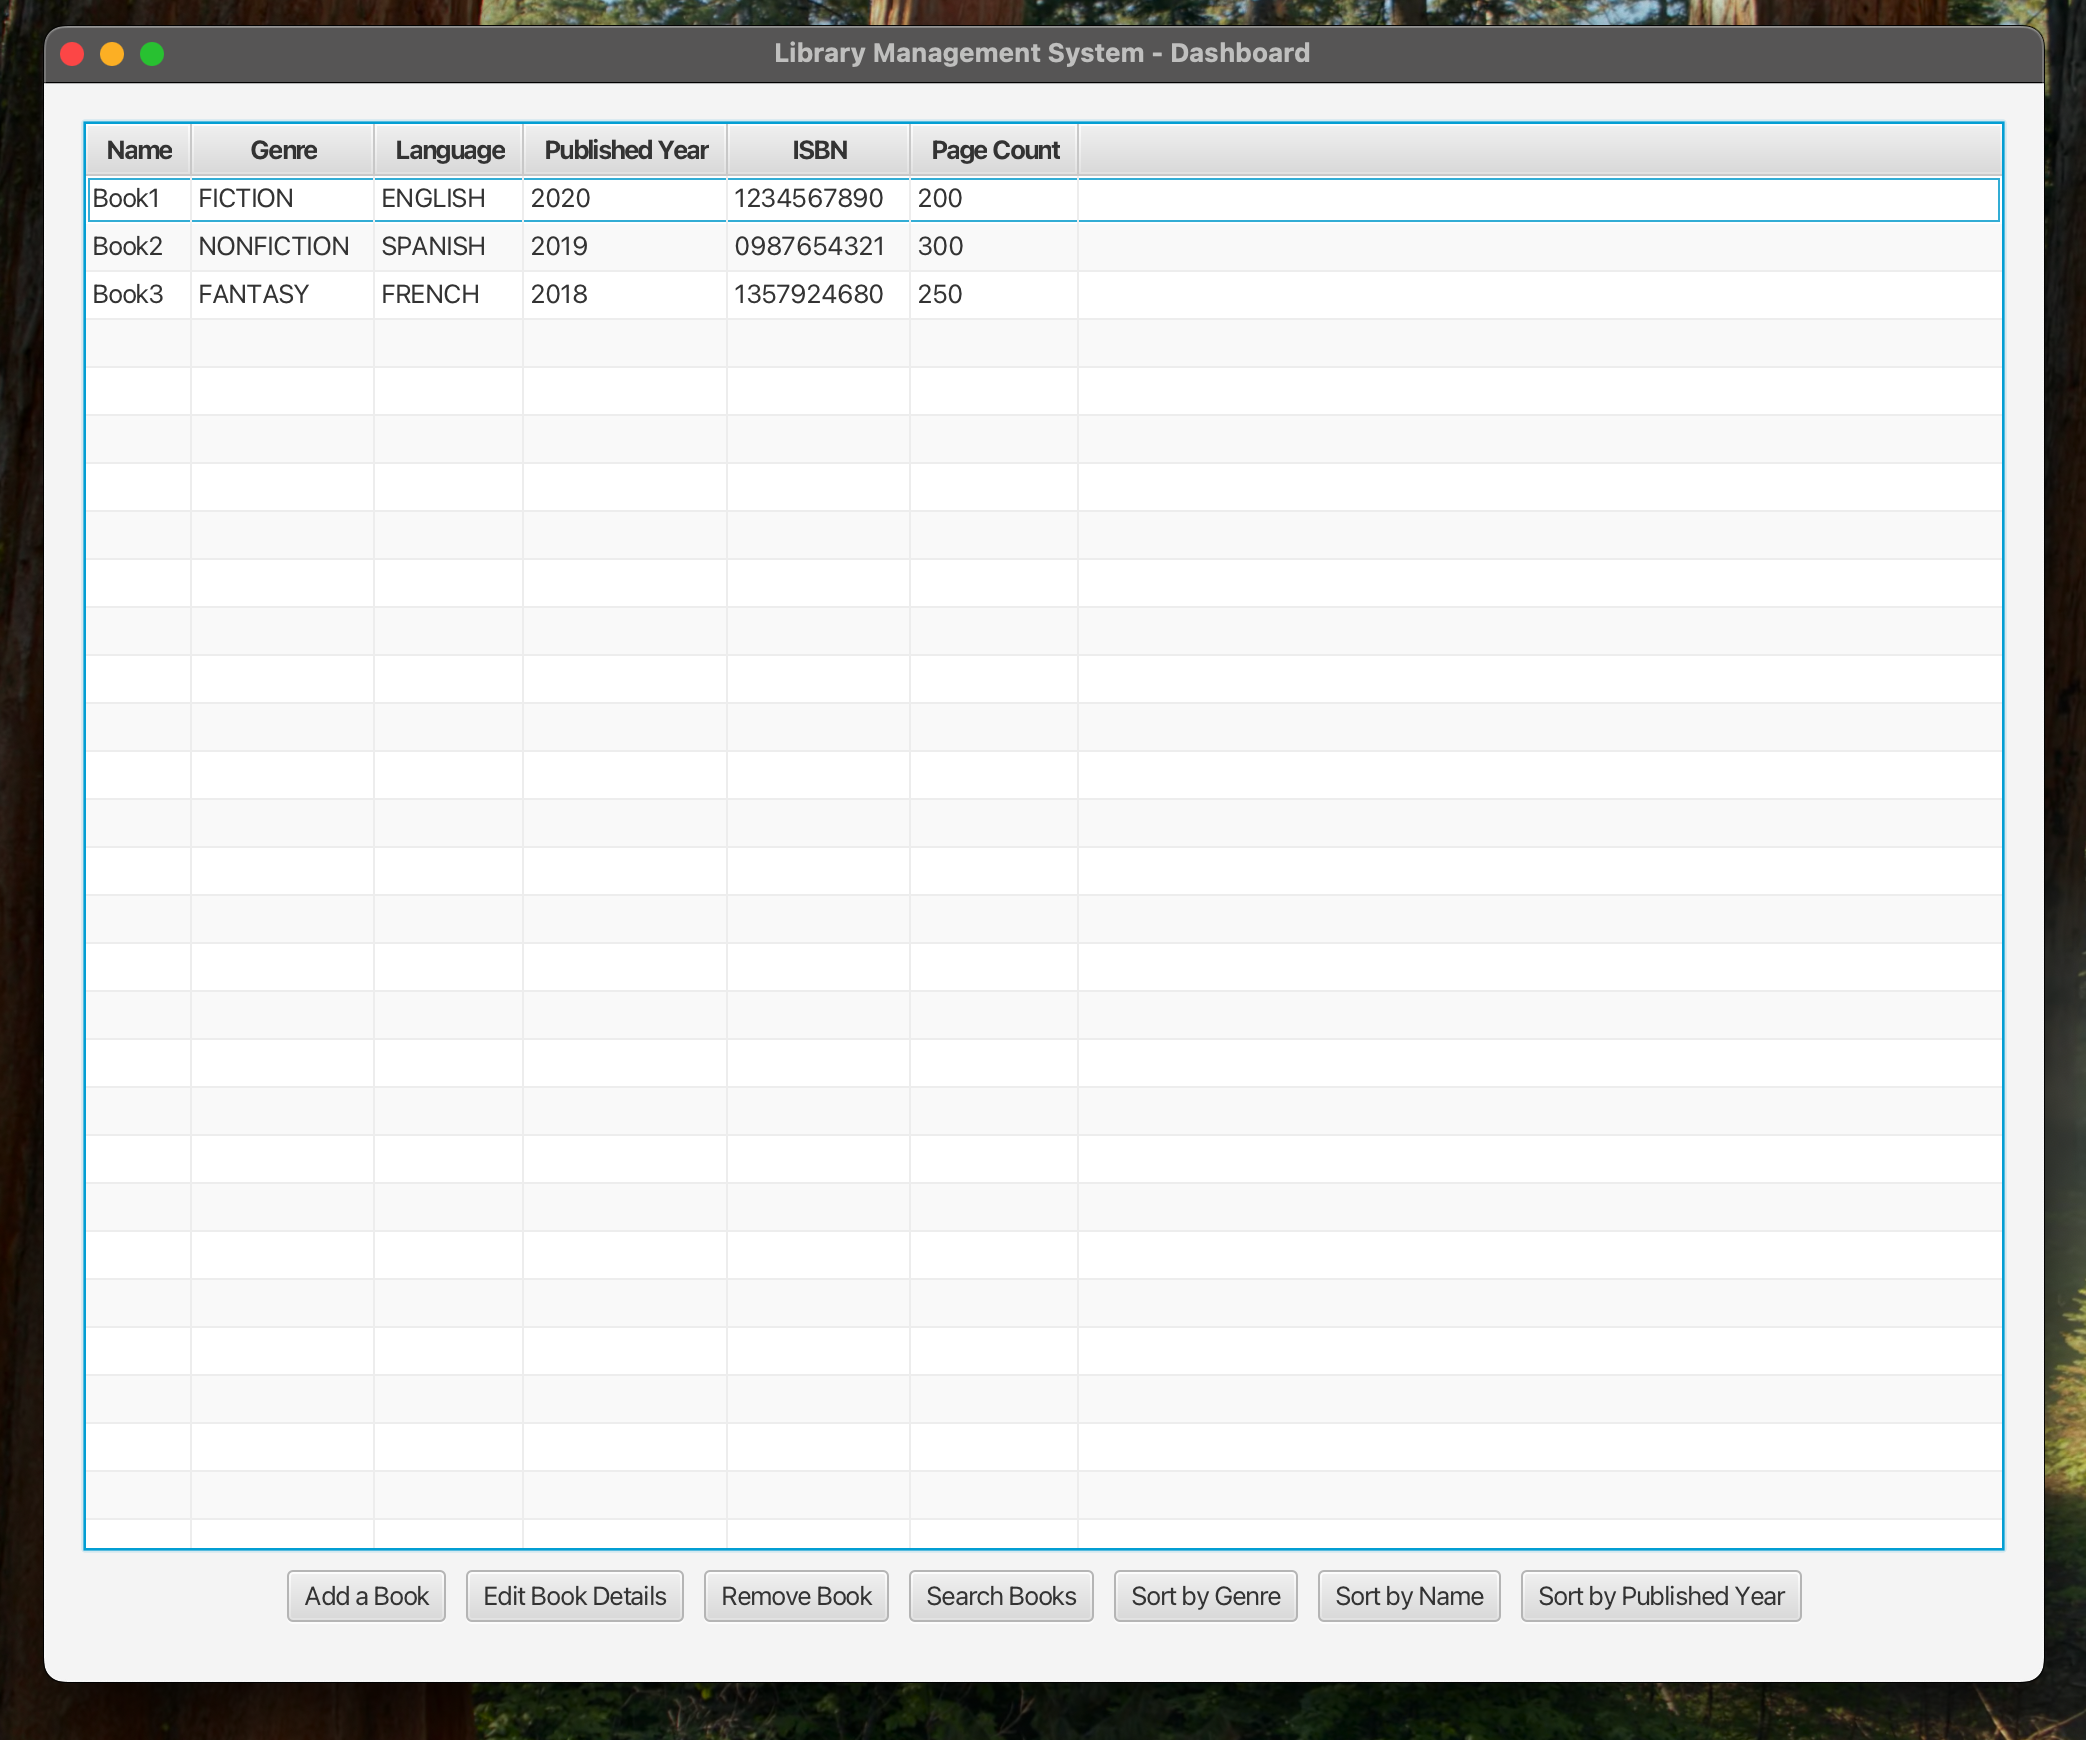 Library Management System - Dashboard
Name Genre Language Published Year ISBN Page Count
Book1 FICTION ENGLISH 2020 1234567890 200
Book2 NONFICTION SPANISH 2019 0987654321 300
Book3 FANTASY FRENCH 2018 1357924680 250
Add a Book Edit Book Details Remove Book Search Books Sort by Genre Sort by Name Sort by Published Year